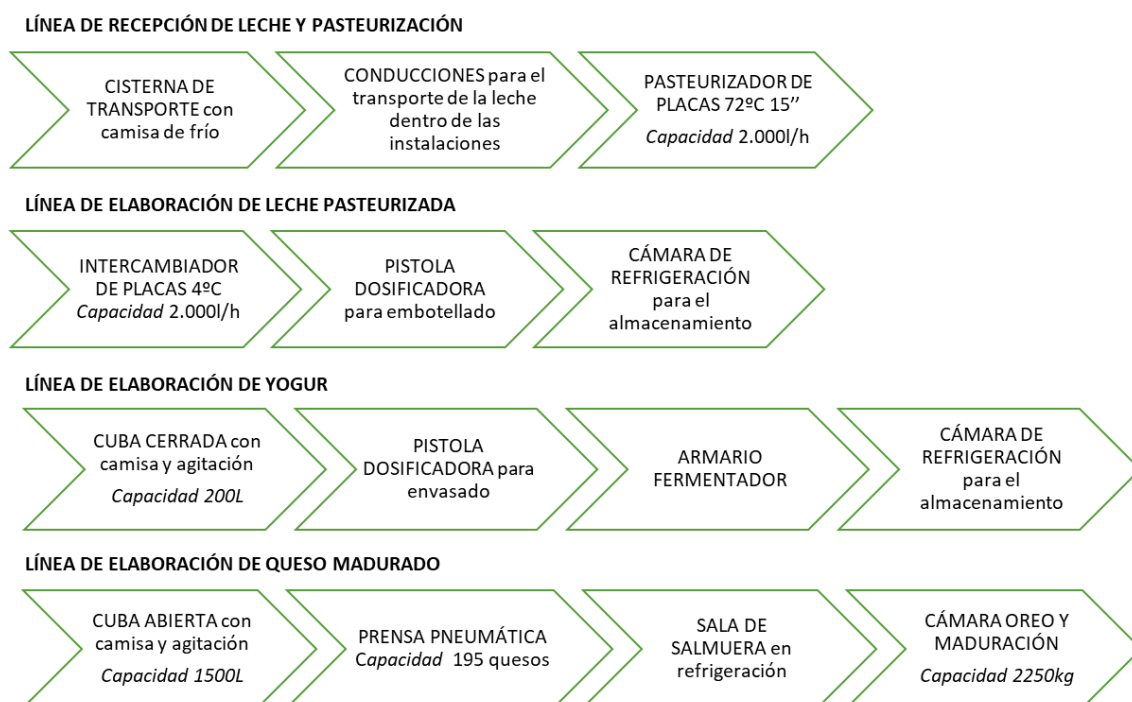 LÍNEA DE RECEPCIÓN DE LECHE Y PASTEURIZACIÓN
CISTERNA DE
TRANSPORTE con
camisa de frío
CONDUCCIONES para el
transporte de la leche
dentro de las
instalaciones
PASTEURIZADOR DE
PLACAS 72ºC 15’’
Capacidad 2.000l/h
LÍNEA DE ELABORACIÓN DE LECHE PASTEURIZADA
INTERCAMBIADOR
DE PLACAS 4ºC
Capacidad 2.000l/h
PISTOLA
DOSIFICADORA
para embotellado
CÁMARA DE
REFRIGERACIÓN
para el
almacenamiento
LÍNEA DE ELABORACIÓN DE YOGUR
CUBA CERRADA con
camisa y agitación
Capacidad 200L
PISTOLA
DOSIFICADORA para
envasado
ARMARIO
FERMENTADOR
CÁMARA DE
REFRIGERACIÓN
para el
almacenamiento
LÍNEA DE ELABORACIÓN DE QUESO MADURADO
CUBA ABIERTA con
camisa y agitación
Capacidad 1500L
PRENSA PNEUMÁTICA
Capacidad 195 quesos
SALA DE
SALMUERA en
refrigeración
CÁMARA OREO Y
MADURACIÓN
Capacidad 2250kg